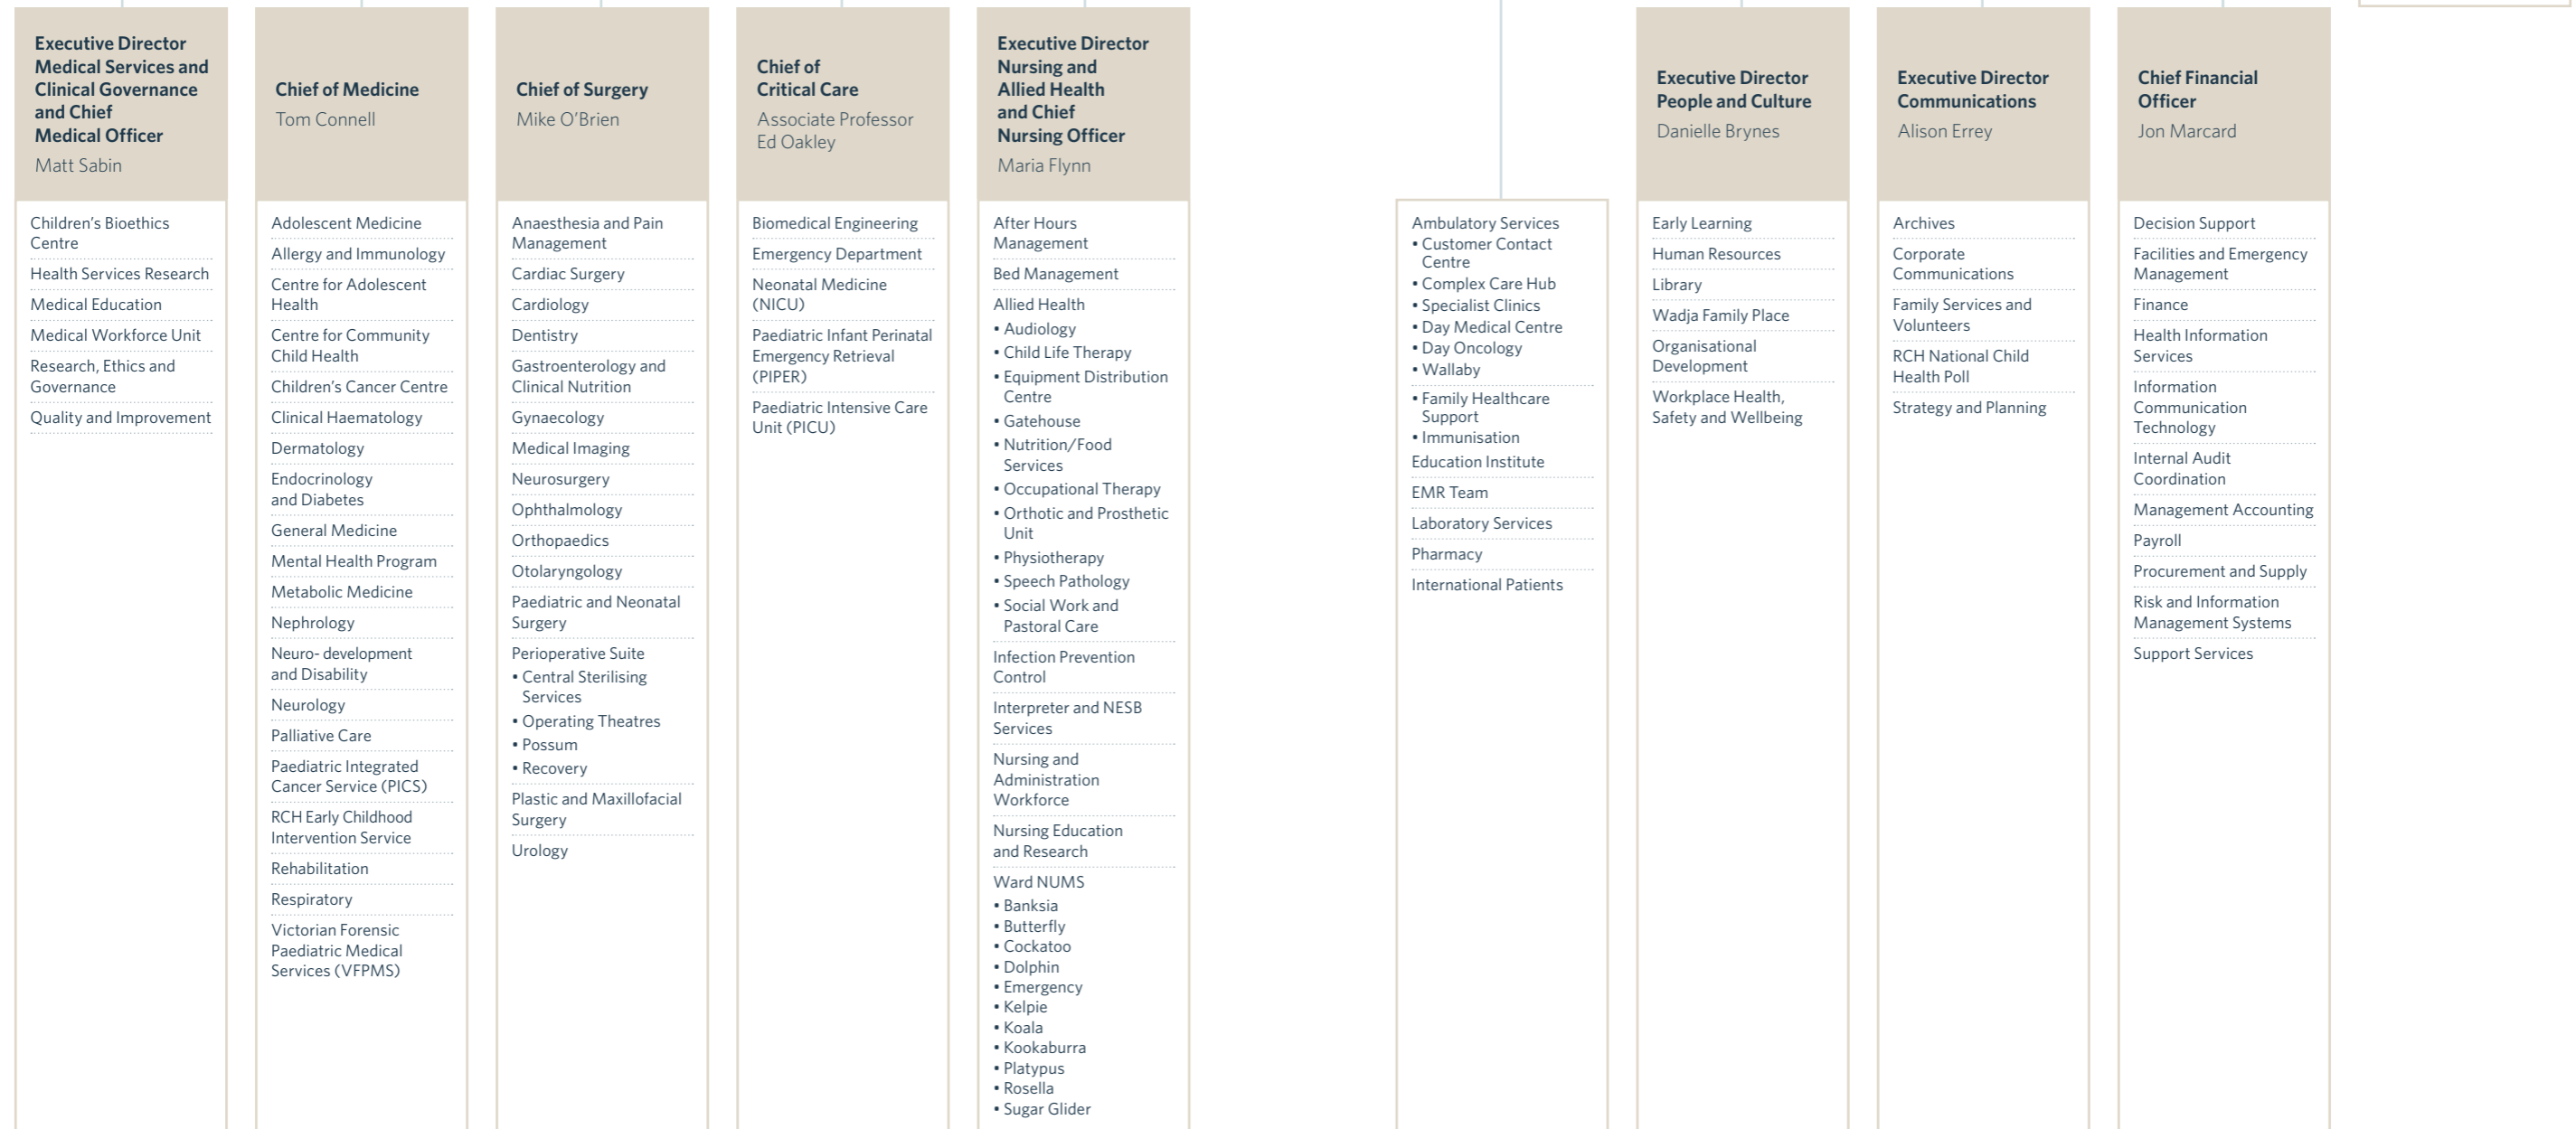 Executive Director
Medical Services and
Clinical Governance
and Chief
Medical Officer
Matt Sabin
Children's Bioethics
Centre
Health Services Research
Medical Education
Medical Workforce Unit
Research, Ethics and
Governance
Quality and Improvement
Chief of Medicine
Tom Connell
Adolescent Medicine
Allergy and Immunology
Centre for Adolescent
Health
Centre for Community
Child Health
Children's Cancer Centre
Clinical Haematology
Dermatology
Endocrinology
and Diabetes
General Medicine
Mental Health Program
Metabolic Medicine
Nephrology
Neuro- development
and Disability
Neurology
Palliative Care
Paediatric Integrated
Cancer Service (PICS)
RCH Early Childhood
Intervention Service
Rehabilitation
Respiratory
Victorian Forensic
Paediatric Medical
Services (VFPMS)
Chief of Surgery
Mike O'Brien
Anaesthesia and Pain
Management
Cardiac Surgery
Cardiology
Dentistry
Gastroenterology and
Clinical Nutrition
Gynaecology
Medical Imaging
Neurosurgery
Ophthalmology
Orthopaedics
Otolaryngology
Paediatric and Neonatal
Surgery
Perioperative Suite
• Central Sterilising
Services
• Operating Theatres
• Possum
• Recovery
Plastic and Maxillofacial
Surgery
Urology
Chief of
Critical Care
Associate Professor
Ed Oakley
Biomedical Engineering
Emergency Department
Neonatal Medicine
(NICU)
Paediatric Infant Perinatal
Emergency Retrieval
(PIPER)
Paediatric Intensive Care
Unit (PICU)
Executive Director
Nursing and
Allied Health
and Chief
Nursing Officer
Maria Flynn
After Hours
Management
Bed Management
Allied Health
• Audiology
• Child Life Therapy
• Equipment Distribution
Centre
• Gatehouse
• Nutrition/Food
Services
• Occupational Therapy
• Orthotic and Prosthetic
Unit
• Physiotherapy
• Speech Pathology
• Social Work and
Pastoral Care
Infection Prevention
Control
Interpreter and NESB
Services
Nursing and
Administration
Workforce
Nursing Education
and Research
Ward NUMS
• Banksia
• Butterfly
• Cockatoo
• Dolphin
• Emergency
• Kelpie
• Koala
• Kookaburra
• Platypus
• Rosella
• Sugar Glider
Ambulatory Services
• Customer Contact
Centre
• Complex Care Hub
• Specialist Clinics
• Day Medical Centre
• Day Oncology
• Wallaby
• Family Healthcare
Support
• Immunisation
Education Institute
EMR Team
Laboratory Services
Pharmacy
International Patients
Executive Director
People and Culture
Danielle Brynes
Early Learning
Human Resources
Library
Wadja Family Place
Organisational
Development
Workplace Health,
Safety and Wellbeing
Executive Director
Communications
Alison Errey
Archives
Corporate
Communications
Family Services and
Volunteers
RCH National Child
Health Poll
Strategy and Planning
Chief Financial
Officer
Jon Marcard
Decision Support
Facilities and Emergency
Management
Finance
Health Information
Services
Information
Communication
Technology
Internal Audit
Coordination
Management Accounting
Payroll
Procurement and Supply
Risk and Information
Management Systems
Support Services